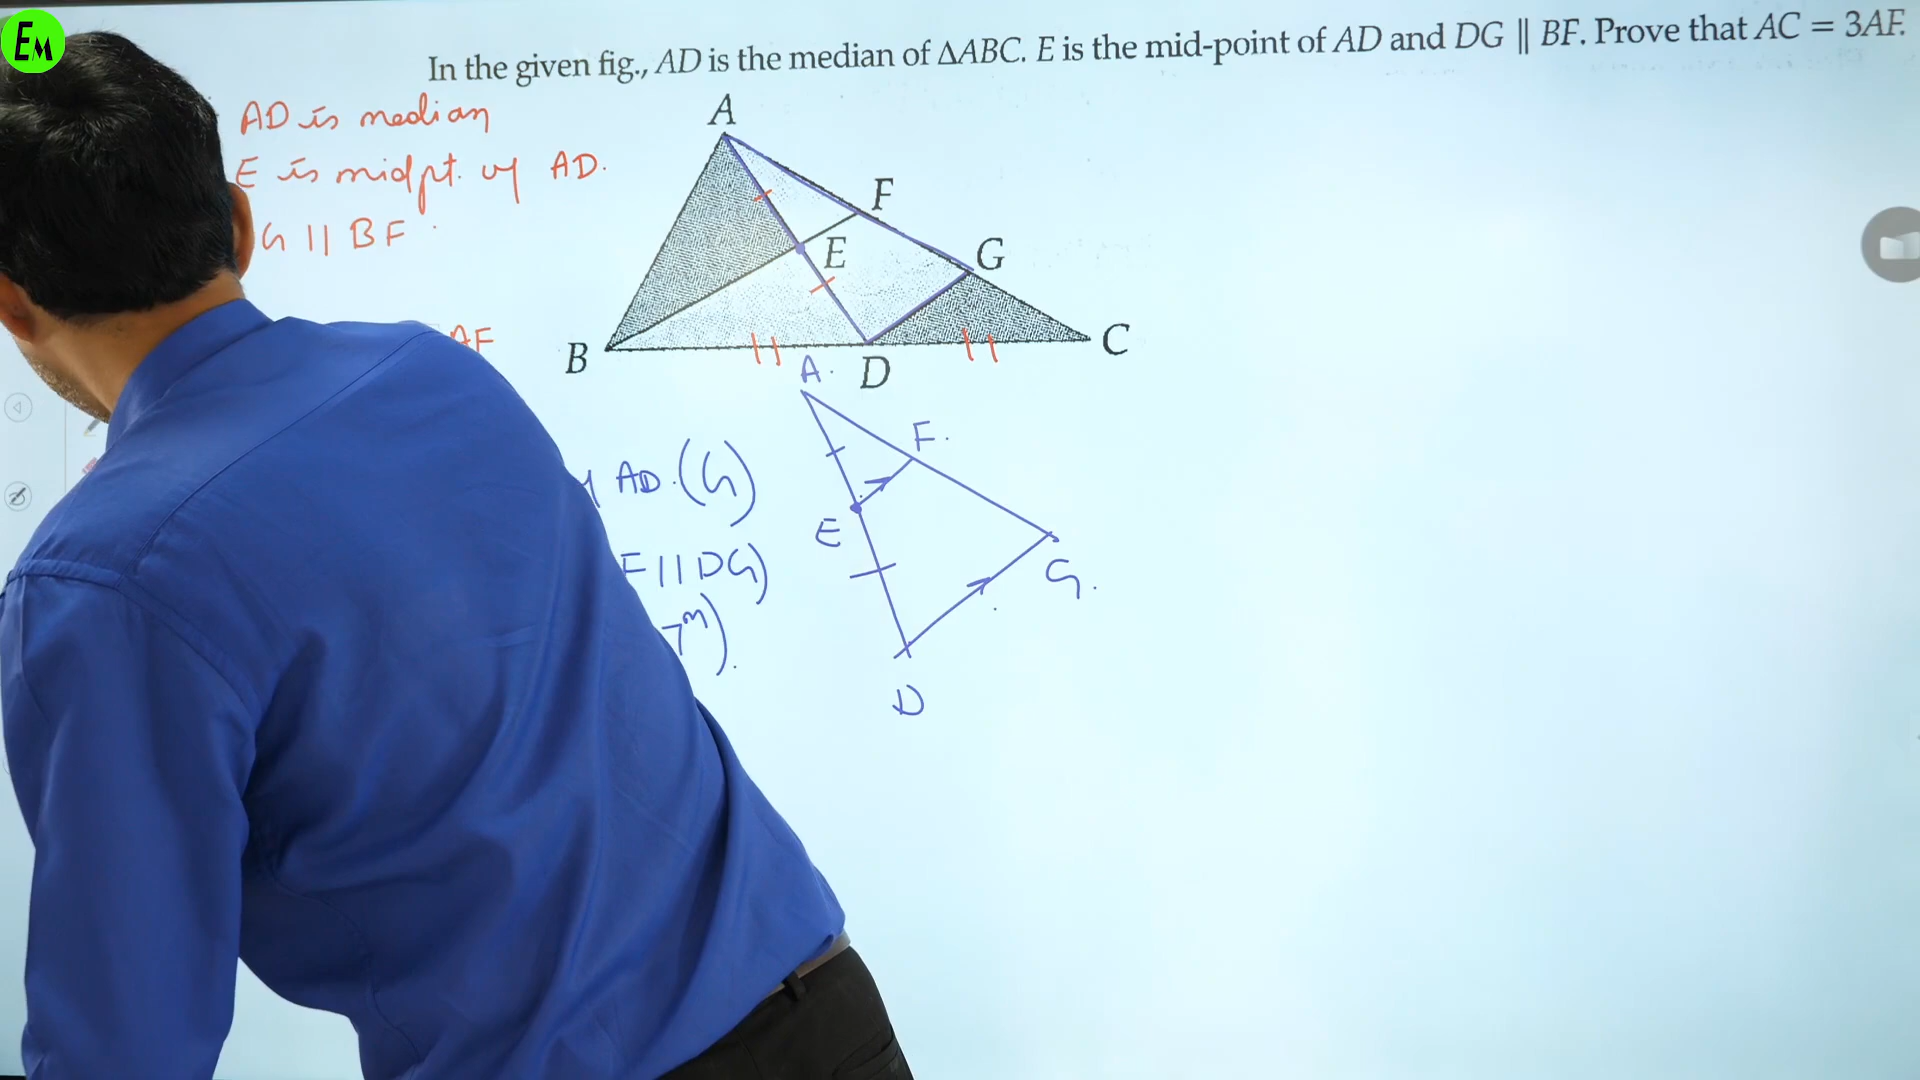 EM
In the given fig., AD is the median of ΔABC. E is the mid-point of AD and DG ∥ BF. Prove that AC = 3AF.
AD is median
E is midpt. of AD.
G || BF
AF
A
F
E
G
B
D
C
AD. (G)
F || DG)
A.
F.
E
G.
D